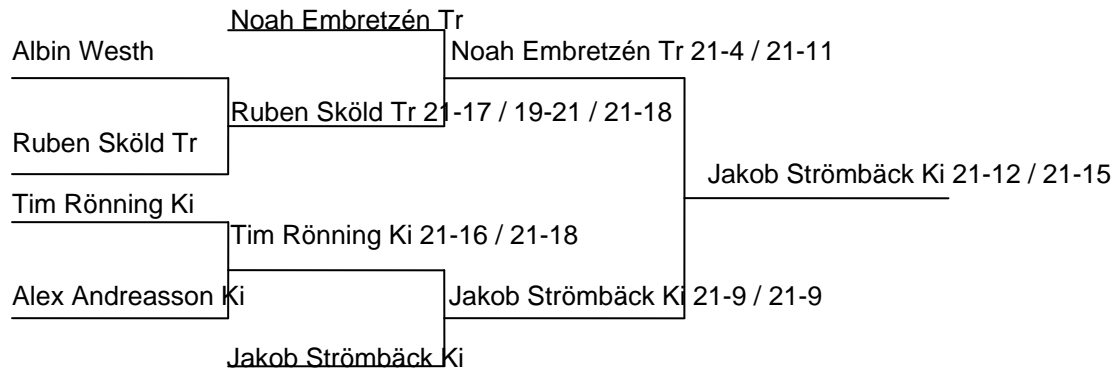 Noah Embretzén Tr
Albin Westh
Noah Embretzén Tr 21-4 / 21-11
Ruben Sköld Tr 21-17 / 19-21 / 21-18
Ruben Sköld Tr
Jakob Strömbäck Ki 21-12 / 21-15
Tim Rönning Ki
Tim Rönning Ki 21-16 / 21-18
Alex Andreasson Ki
Jakob Strömbäck Ki 21-9 / 21-9
Jakob Strömbäck Ki